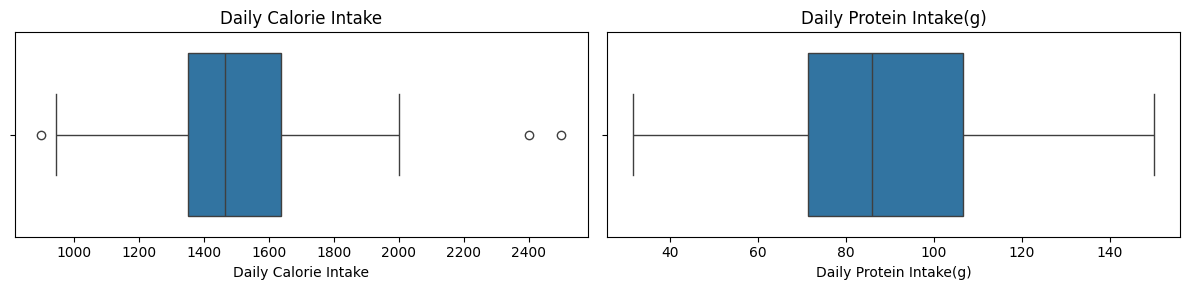 Daily Calorie Intake
1000 1200 1400 1600 1800 2000 2200 2400
Daily Calorie Intake
Daily Protein Intake(g)
40 60 80 100 120 140
Daily Protein Intake(g)